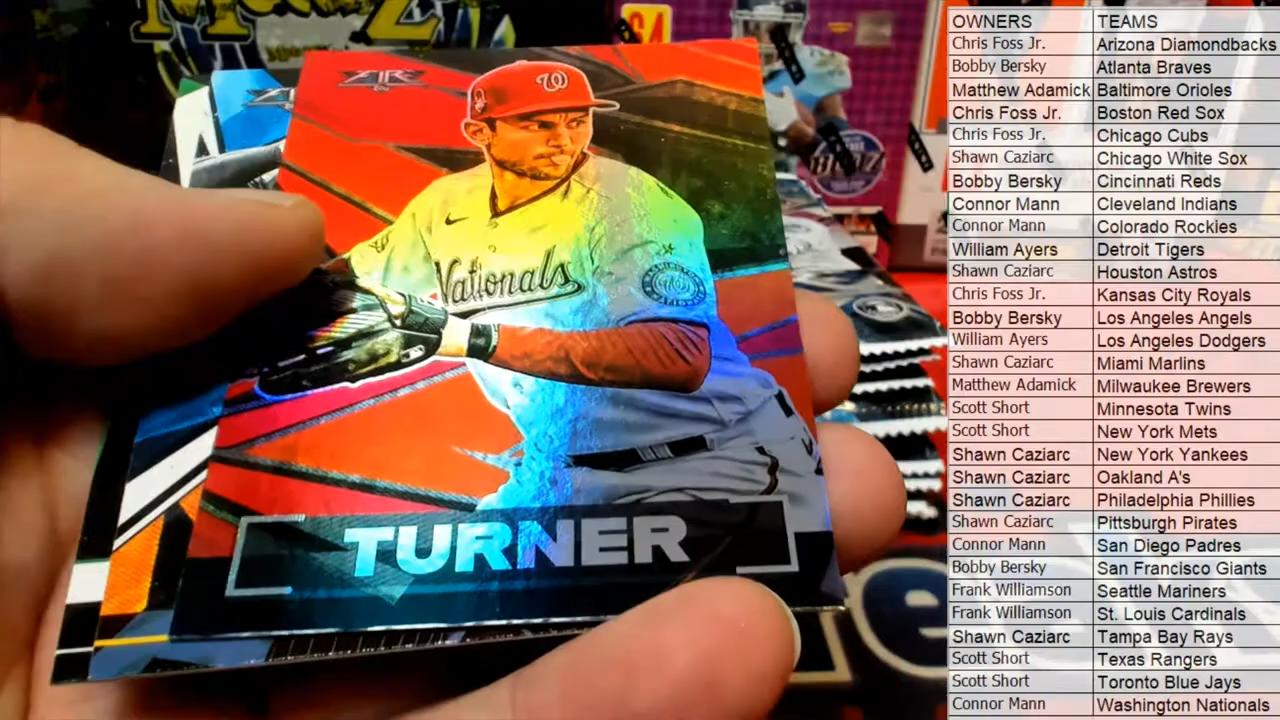 FIRE
W
Nationals
WASHINGTON
NATIONALS
TURNER
OWNERS TEAMS
Chris Foss Jr. Arizona Diamondbacks
Bobby Bersky Atlanta Braves
Matthew Adamick Baltimore Orioles
Chris Foss Jr. Boston Red Sox
Chris Foss Jr. Chicago Cubs
Shawn Caziarc Chicago White Sox
Bobby Bersky Cincinnati Reds
Connor Mann Cleveland Indians
Connor Mann Colorado Rockies
William Ayers Detroit Tigers
Shawn Caziarc Houston Astros
Chris Foss Jr. Kansas City Royals
Bobby Bersky Los Angeles Angels
William Ayers Los Angeles Dodgers
Shawn Caziarc Miami Marlins
Matthew Adamick Milwaukee Brewers
Scott Short Minnesota Twins
Scott Short New York Mets
Shawn Caziarc New York Yankees
Shawn Caziarc Oakland A's
Shawn Caziarc Philadelphia Phillies
Shawn Caziarc Pittsburgh Pirates
Connor Mann San Diego Padres
Bobby Bersky San Francisco Giants
Frank Williamson Seattle Mariners
Frank Williamson St. Louis Cardinals
Shawn Caziarc Tampa Bay Rays
Scott Short Texas Rangers
Scott Short Toronto Blue Jays
Connor Mann Washington Nationals